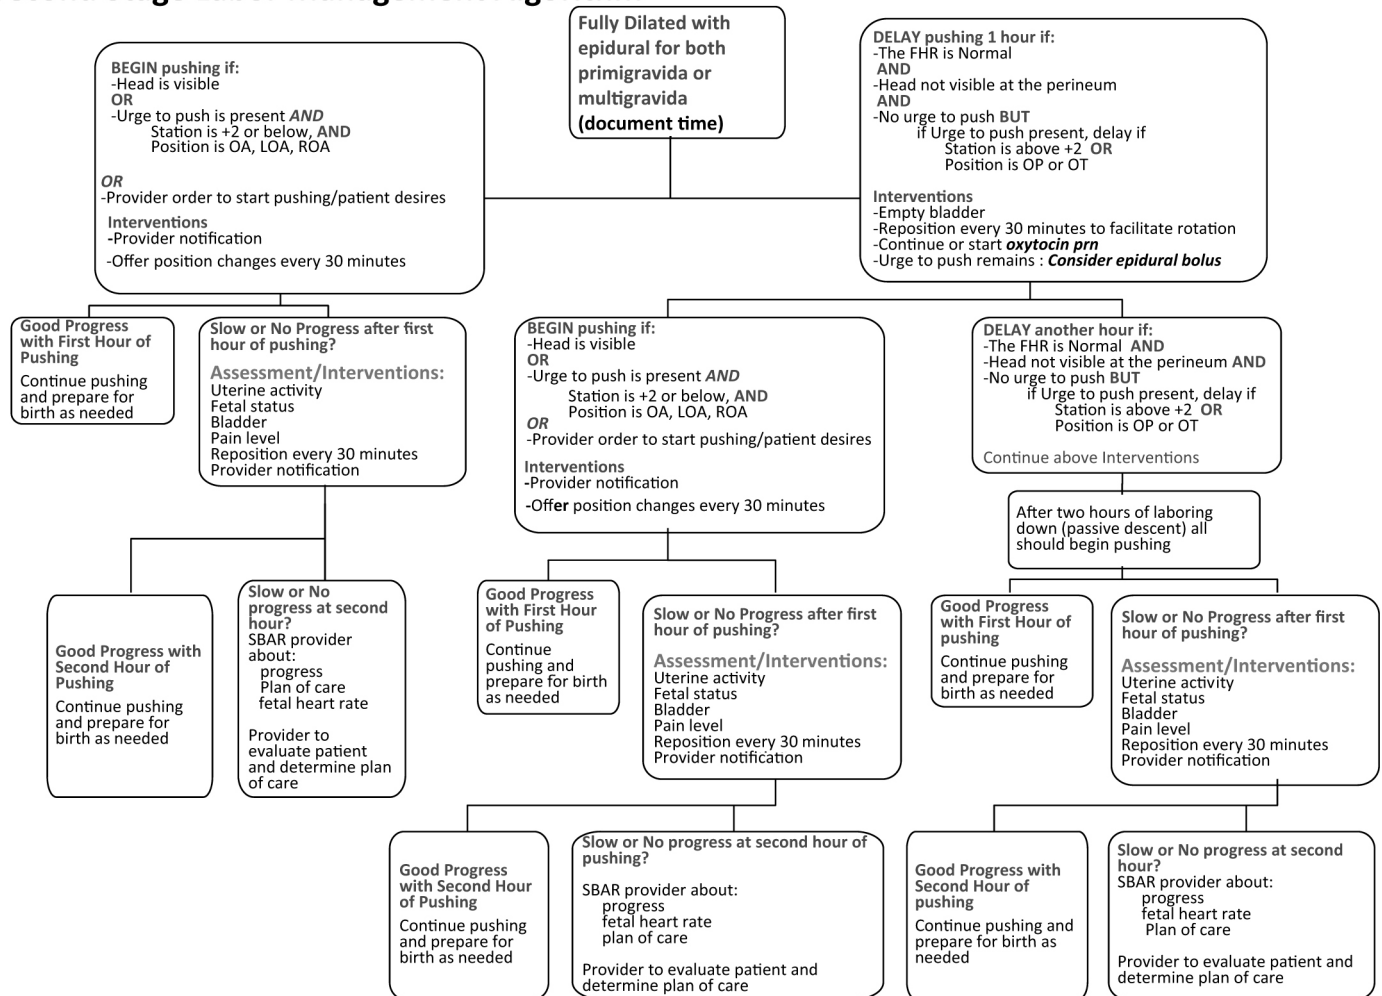 Fully Dilated with
epidural for both
primigravida or
multigravida
(document time)
BEGIN pushing if:
-Head is visible
OR
-Urge to push is present AND
Station is +2 or below, AND
Position is OA, LOA, ROA
OR
-Provider order to start pushing/patient desires
Interventions
-Provider notification
-Offer position changes every 30 minutes
DELAY pushing 1 hour if:
-The FHR is Normal
AND
-Head not visible at the perineum
AND
-No urge to push BUT
if Urge to push present, delay if
Station is above +2 OR
Position is OP or OT
Interventions
-Empty bladder
-Reposition every 30 minutes to facilitate rotation
-Continue or start oxytocin prn
-Urge to push remains : Consider epidural bolus
Good Progress
with First Hour of
Pushing
Continue pushing
and prepare for
birth as needed
Slow or No Progress after first
hour of pushing?
Assessment/Interventions:
Uterine activity
Fetal status
Bladder
Pain level
Reposition every 30 minutes
Provider notification
BEGIN pushing if:
-Head is visible
OR
-Urge to push is present AND
Station is +2 or below, AND
Position is OA, LOA, ROA
OR
-Provider order to start pushing/patient desires
Interventions
-Provider notification
-Offer position changes every 30 minutes
DELAY another hour if:
-The FHR is Normal AND
-Head not visible at the perineum AND
-No urge to push BUT
if Urge to push present, delay if
Station is above +2 OR
Position is OP or OT
Continue above Interventions
After two hours of laboring
down (passive descent) all
should begin pushing
Good Progress with
Second Hour of
Pushing
Continue pushing
and prepare for
birth as needed
Slow or No
progress at second
hour?
SBAR provider
about:
progress
Plan of care
fetal heart rate
Provider to
evaluate patient
and determine plan
of care
Good Progress
with First Hour
of Pushing
Continue
pushing and
prepare for birth
as needed
Slow or No Progress after first
hour of pushing?
Assessment/Interventions:
Uterine activity
Fetal status
Bladder
Pain level
Reposition every 30 minutes
Provider notification
Good Progress
with First Hour of
pushing
Continue pushing
and prepare for
birth as needed
Slow or No Progress after first
hour of pushing?
Assessment/Interventions:
Uterine activity
Fetal status
Bladder
Pain level
Reposition every 30 minutes
Provider notification
Good Progress
with Second Hour
of Pushing
Continue pushing
and prepare for
birth as needed
Slow or No progress at second hour of
pushing?
SBAR provider about:
progress
fetal heart rate
plan of care
Provider to evaluate patient and
determine plan of care
Good Progress with
Second Hour of
pushing
Continue pushing and
prepare for birth as
needed
Slow or No progress at second
hour?
SBAR provider about:
progress
fetal heart rate
Plan of care
Provider to evaluate patient and
determine plan of care